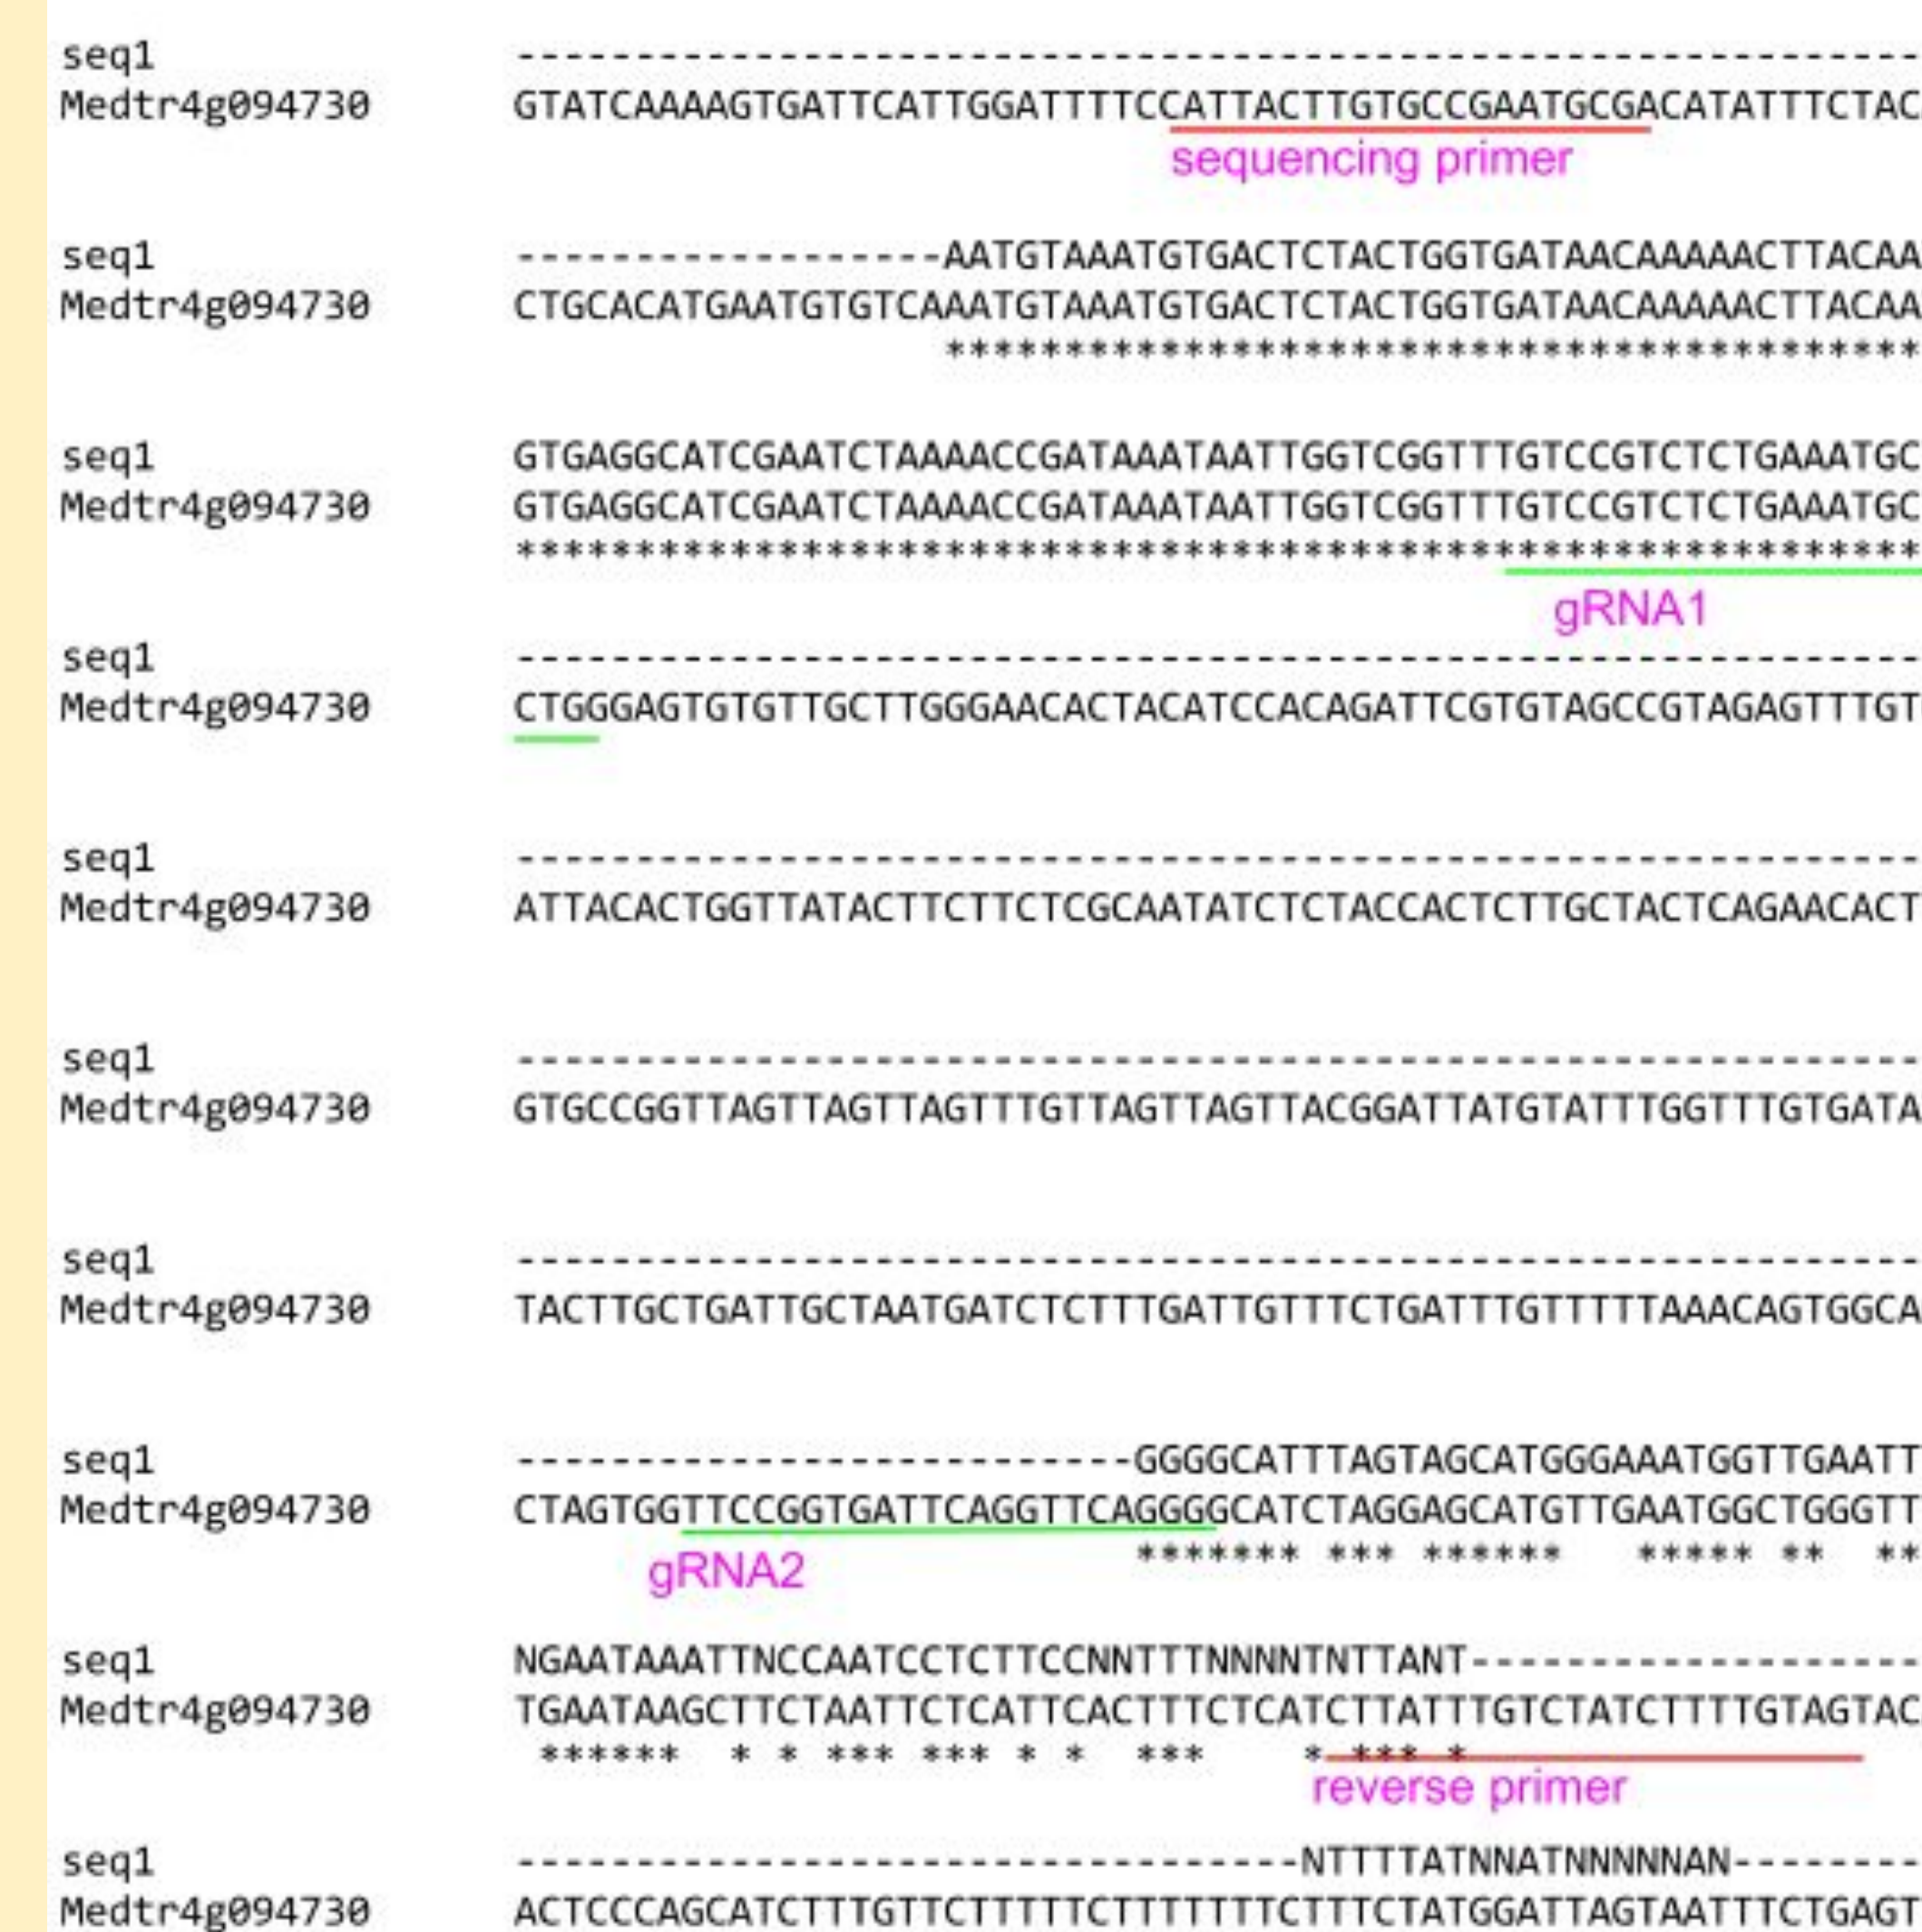 seq1 -----------------------------------------------------------
Medtr4g094730 GTATCAAAAGTGATTCATTGGATTTTCCATTACTTGTGCCGAATGCGACATATTTCTAC
sequencing primer
seq1 ------------------AATGTAAATGTGACTCTACTGGTGATAACAAAAACTTACAA
Medtr4g094730 CTGCACATGAATGTGTCAAATGTAAATGTGACTCTACTGGTGATAACAAAAACTTACAA
*****************************************
seq1 GTGAGGCATCGAATCTAAAACCGATAAATAATTGGTCGGTTTGTCCGTCTCTGAAATGC
Medtr4g094730 GTGAGGCATCGAATCTAAAACCGATAAATAATTGGTCGGTTTGTCCGTCTCTGAAATGC
***********************************************************
gRNA1
seq1 -----------------------------------------------------------
Medtr4g094730 CTGGGAGTGTGTTGCTTGGGAACACTACATCCACAGATTCGTGTAGCCGTAGAGTTTGT
seq1 -----------------------------------------------------------
Medtr4g094730 ATTACACTGGTTATACTTCTTCTCGCAATATCTCTACCACTCTTGCTACTCAGAACACT
seq1 -----------------------------------------------------------
Medtr4g094730 GTGCCGGTTAGTTAGTTAGTTTGTTAGTTAGTTACGGATTATGTATTTGGTTTGTGATA
seq1 -----------------------------------------------------------
Medtr4g094730 TACTTGCTGATTGCTAATGATCTCTTTGATTGTTTCTGATTTGTTTTTAAACAGTGGCA
seq1 --------------------------GGGGCATTTAGTAGCATGGGAAATGGTTGAATT
Medtr4g094730 CTAGTGGTTCCGGTGATTCAGGTTCAGGGGCATCTAGGAGCATGTTGAATGGCTGGGTT
******* *** ****** ***** ** **
gRNA2
seq1 NGAATAAATTNCCAATCCTCTTCCNNTTTNNNNTNTTANT-------------------
Medtr4g094730 TGAATAAGCTTCTAATTCTCATTCACTTTCTCATCTTATTTGTCTATCTTTTGTAGTAC
****** * * *** *** * * *** * *** *
reverse primer
seq1 ---------------------------------NTTTTATNNATNNNNNAN--------
Medtr4g094730 ACTCCCAGCATCTTTGTTCTTTTTCTTTTTTTCTTTCTATGGATTAGTAATTTCTGAGT